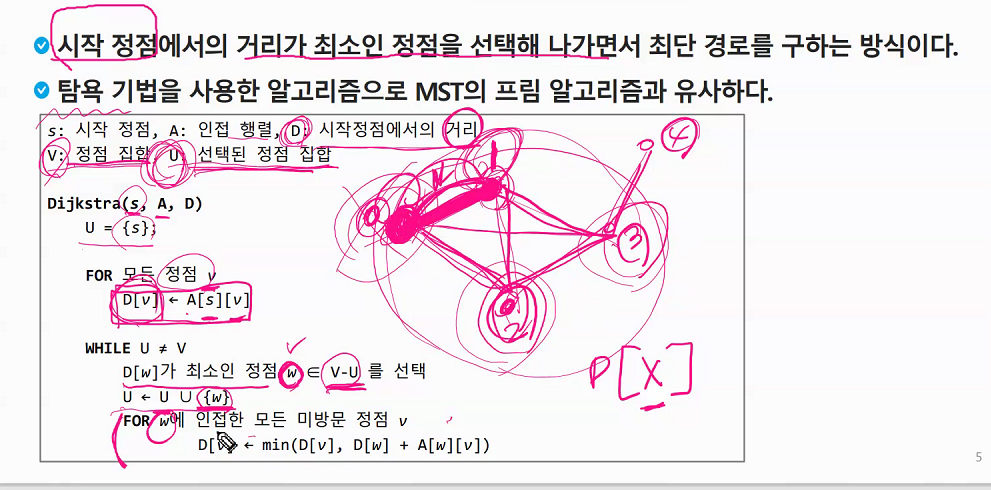 시작 정점에서의 거리가 최소인 정점을 선택해 나가면서 최단 경로를 구하는 방식이다.
탐욕 기법을 사용한 알고리즘으로 MST의 프림 알고리즘과 유사하다.
s: 시작 정점, A: 인접 행렬, D: 시작정점에서의 거리
V: 정점 집합 U: 선택된 정점 집합
Dijkstra(s, A, D)
U = {s};
FOR 모든 정점 v
D[v] ← A[s][v]
WHILE U ≠ V
D[w]가 최소인 정점 w ∈ V-U 를 선택
U ← U ∪ {w}
FOR w에 인접한 모든 미방문 정점 v
D[ ← min(D[v], D[w] + A[w][v])
W
4
3
2
P[X]
5